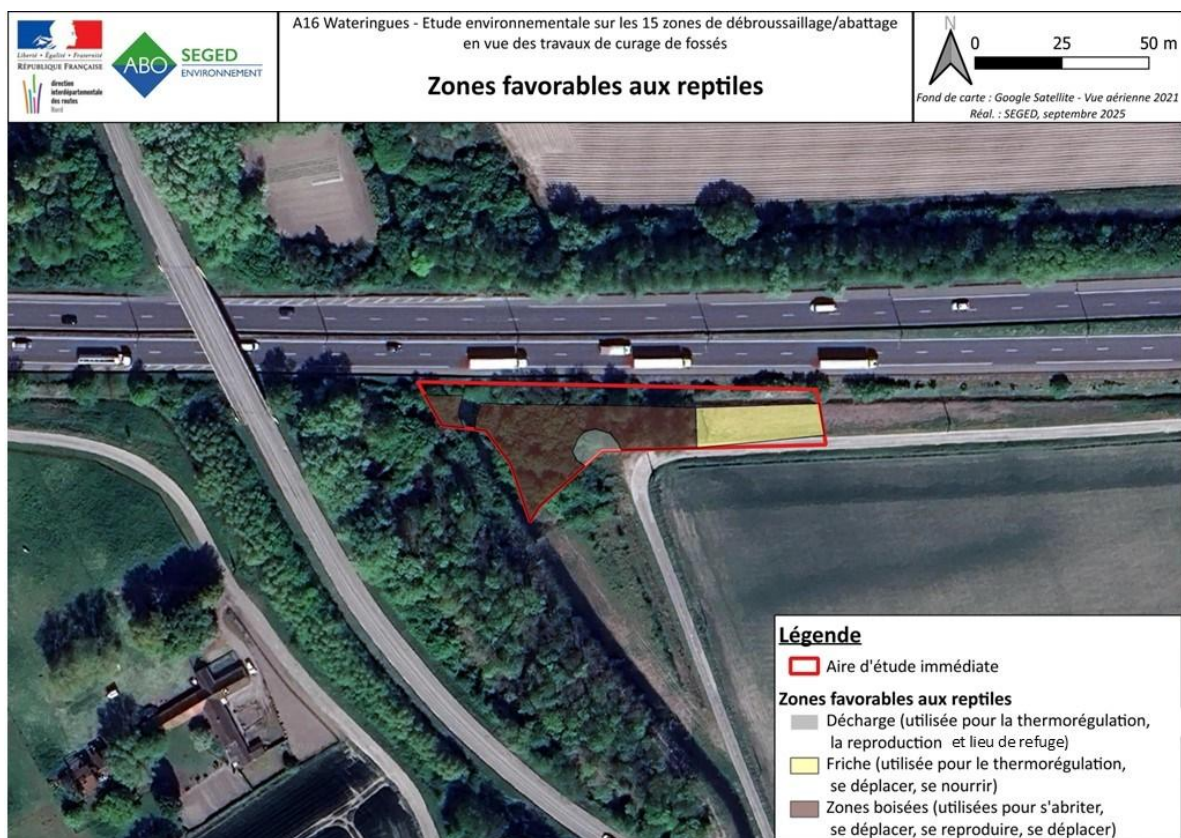 Liberté • Égalité • Fraternité
RÉPUBLIQUE FRANÇAISE
direction
interdépartementale
des routes
Nord
ABO
SEGED
ENVIRONNEMENT
A16 Wateringues - Etude environnementale sur les 15 zones de débroussaillage/abattage
en vue des travaux de curage de fossés
Zones favorables aux reptiles
N
0 25 50 m
Fond de carte : Google Satellite - Vue aérienne 2021
Réal. : SEGED, septembre 2025
Légende
Aire d'étude immédiate
Zones favorables aux reptiles
Décharge (utilisée pour la thermorégulation,
la reproduction et lieu de refuge)
Friche (utilisée pour le thermorégulation,
se déplacer, se nourrir)
Zones boisées (utilisées pour s'abriter,
se déplacer, se reproduire, se déplacer)